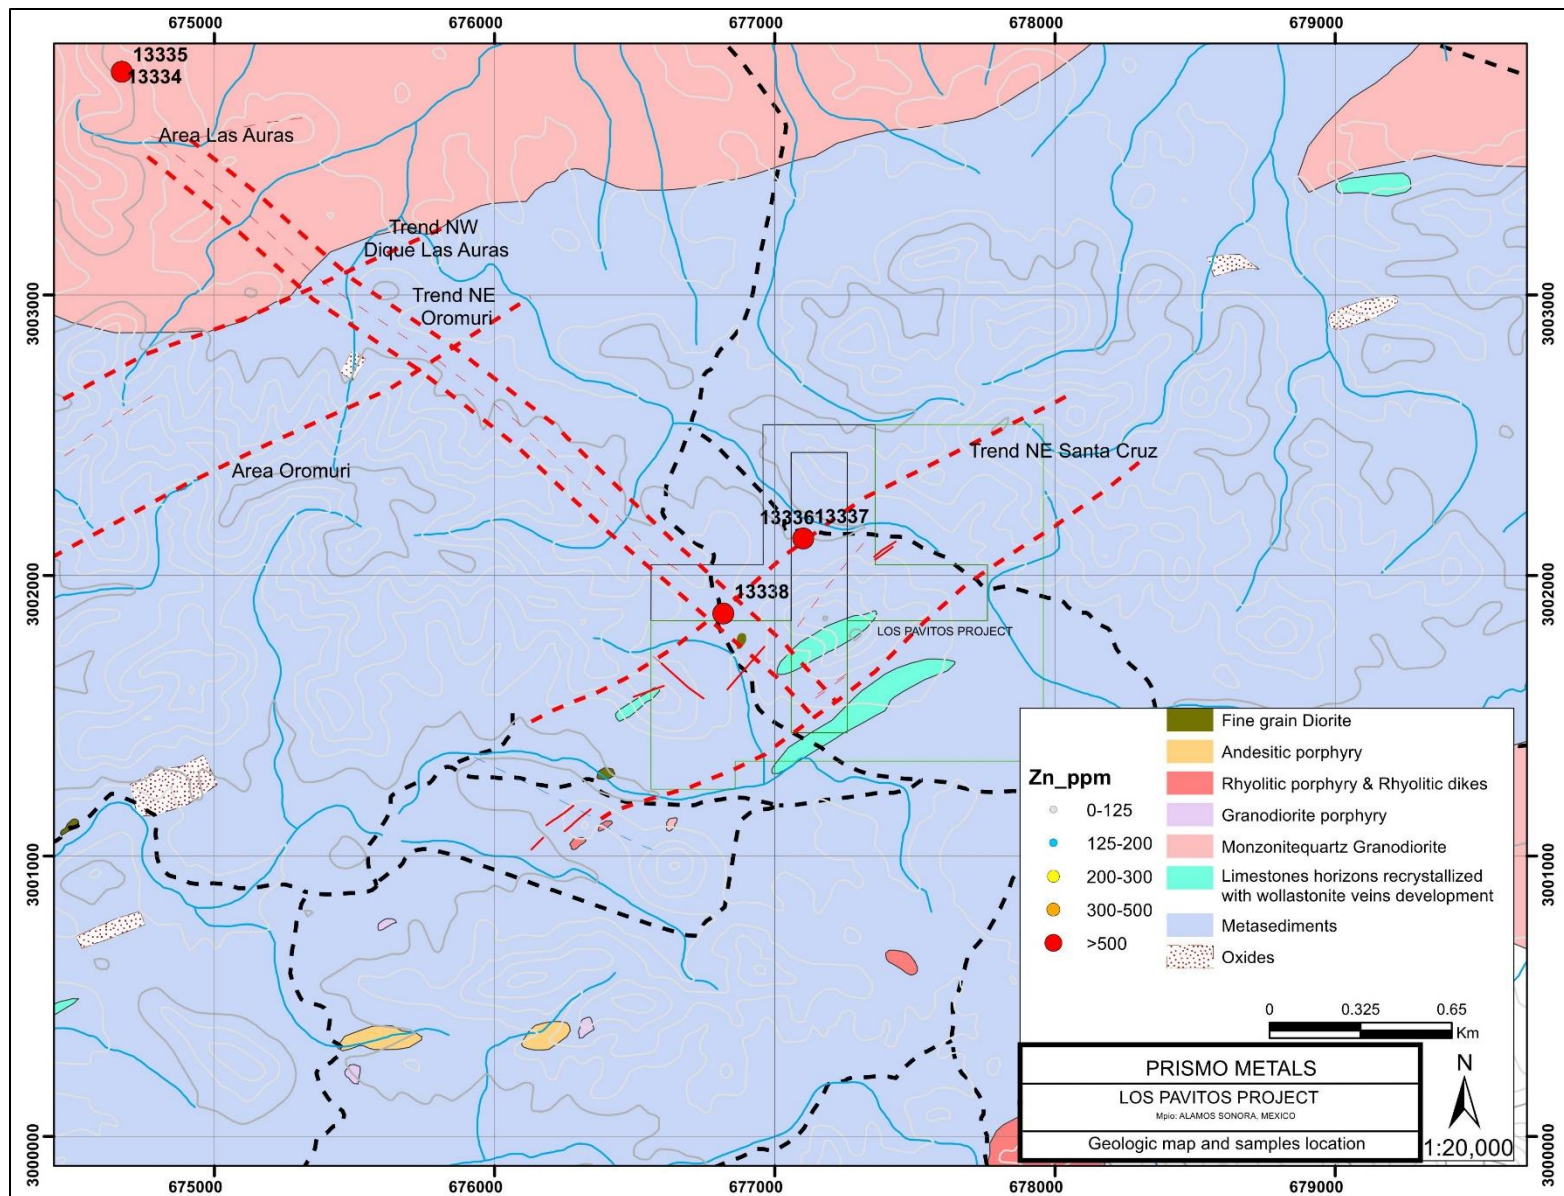 675000
676000
677000
678000
679000
13335
13334
Area Las Auras
Trend NW
Dique Las Auras
Trend NE
Oromuri
3003000
3003000
Area Oromuri
Trend NE Santa Cruz
1333613337
3002000
3002000
13338
LOS PAVITOS PROJECT
Zn_ppm
0-125
125-200
200-300
300-500
>500
Fine grain Diorite
Andesitic porphyry
Rhyolitic porphyry & Rhyolitic dikes
Granodiorite porphyry
Monzonitequartz Granodiorite
Limestones horizons recrystallized
with wollastonite veins development
Metasediments
Oxides
3001000
3001000
0 0.325 0.65
Km
PRISMO METALS
LOS PAVITOS PROJECT
Mpio: ALAMOS SONORA, MEXICO
Geologic map and samples location
N
1:20,000
3000000
3000000
675000
676000
677000
678000
679000